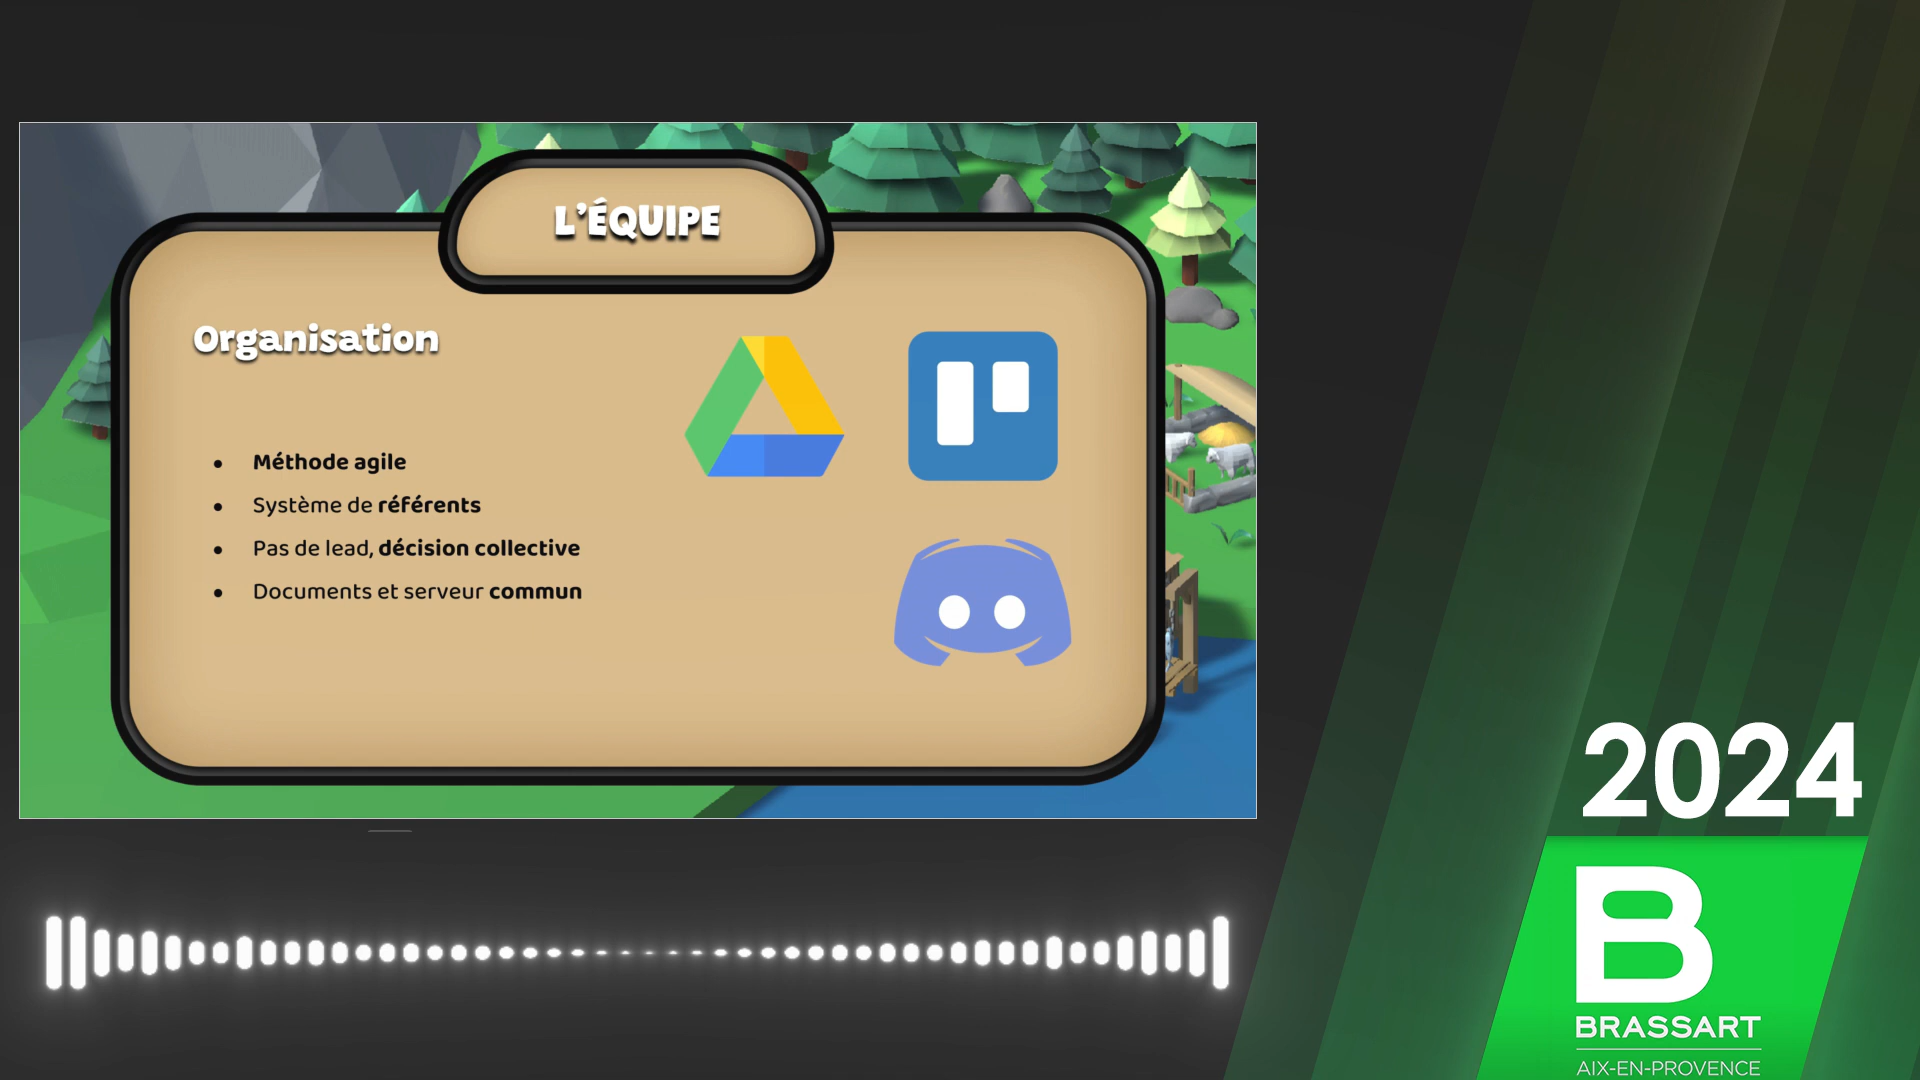 L'ÉQUIPE
Organisation
• Méthode agile
• Système de référents
• Pas de lead, décision collective
• Documents et serveur commun
2024
B
BRASSART
AIX-EN-PROVENCE